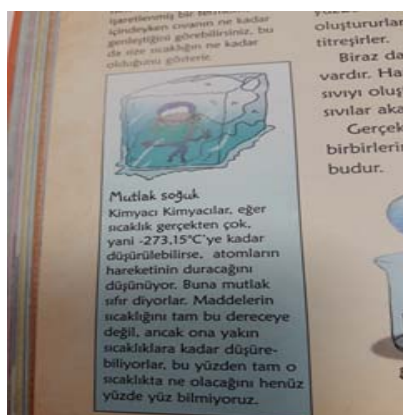 işaretlenmiş bir
içindeyken cıvanın ne kadar
genleştiğini görebilirsiniz, bu
da size sıcaklığın ne kadar
olduğunu gösterir.
Mutlak soğuk
Kimyacı Kimyacılar, eğer
sıcaklık gerçekten çok,
yani -273,15°C'ye kadar
düşürülebilirse, atomların
hareketinin duracağını
düşünüyor. Buna mutlak
sıfır diyorlar. Maddelerin
sıcaklığını tam bu dereceye
değil, ancak ona yakın
sıcaklıklara kadar düşüre-
biliyorlar, bu yüzden tam o
sıcaklıkta ne olacağını henüz
yüzde yüz bilmiyoruz.
oluştururlar
titreşirler.
Biraz da
vardır. Ha
sıvıyı oluş
sıvılar aka
Gerçek
birbirleri
budur.